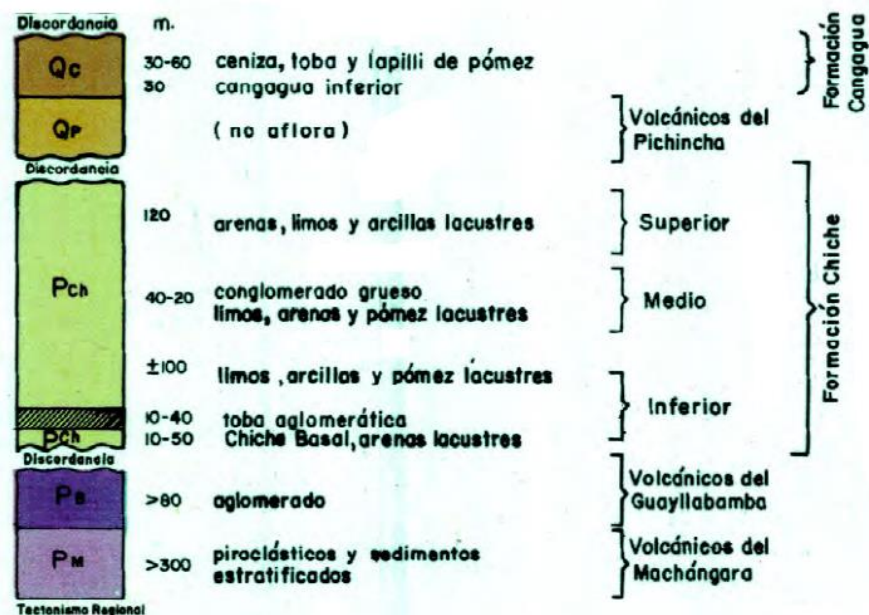 Discordancia m.
Qc 30-60 ceniza, toba y lapilli de pómez
30 cangagua inferior
Formación Cangagua
QP (no aflora) Volcánicos del Pichincha
Discordancia
120 arenas, limos y arcillas lacustres Superior
PCh 40-20 conglomerado grueso
limos, arenas y pómez lacustres Medio
±100 limos, arcillas y pómez lacustres
Inferior
10-40 toba aglomerática
PCh 10-50 Chiche Basal, arenas lacustres
Formación Chiche
Discordancia
>80 aglomerado Volcánicos del Guayllabamba
PM >300 piroclásticos y sedimentos estratificados Volcánicos del Machángara
Tectonismo Regional